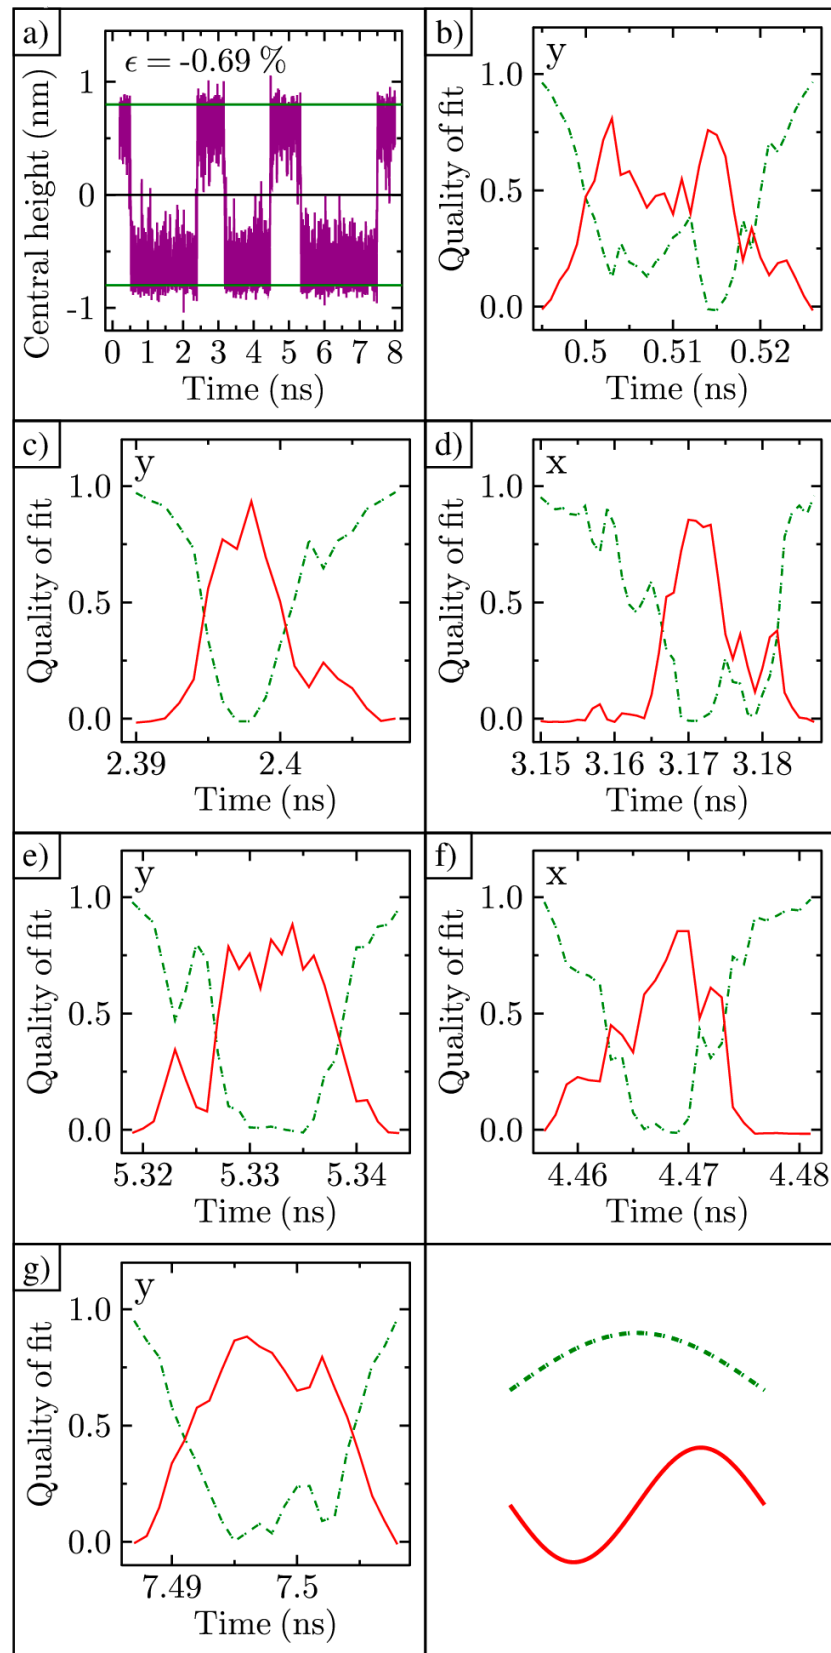 a)
ϵ = -0.69 %
Central height (nm)
1
0
-1
0 1 2 3 4 5 6 7 8
Time (ns)
b)
y
Quality of fit
1.0
0.5
0.0
0.5 0.51 0.52
Time (ns)
c)
y
Quality of fit
1.0
0.5
0.0
2.39 2.4
Time (ns)
d)
x
Quality of fit
1.0
0.5
0.0
3.15 3.16 3.17 3.18
Time (ns)
e)
y
Quality of fit
1.0
0.5
0.0
5.32 5.33 5.34
Time (ns)
f)
x
Quality of fit
1.0
0.5
0.0
4.46 4.47 4.48
Time (ns)
g)
y
Quality of fit
1.0
0.5
0.0
7.49 7.5
Time (ns)